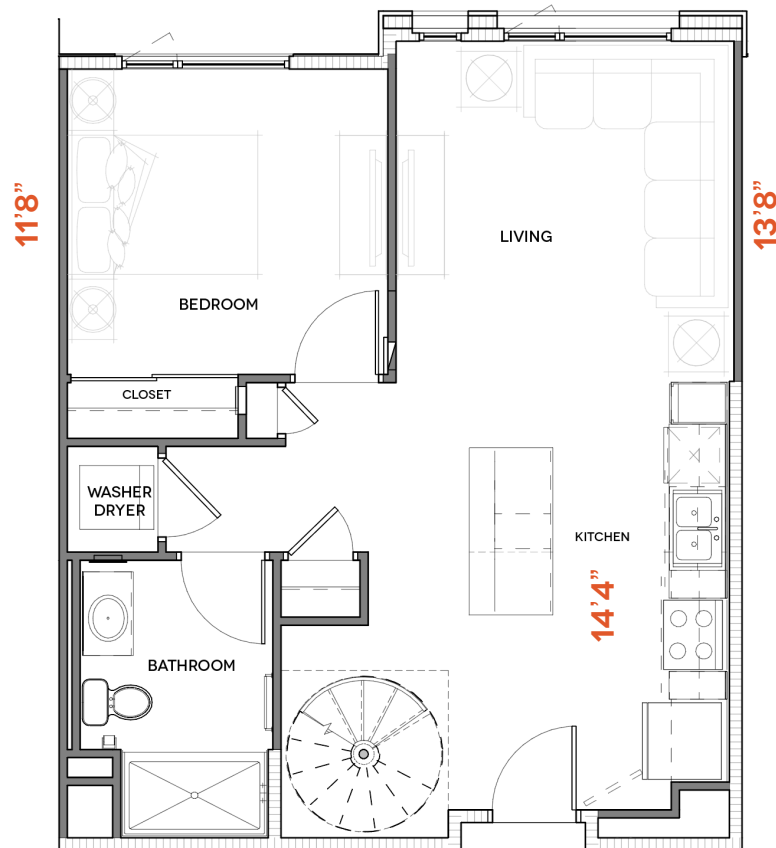 11'8"
13'8"
LIVING
BEDROOM
CLOSET
WASHER
DRYER
KITCHEN
14'4"
BATHROOM